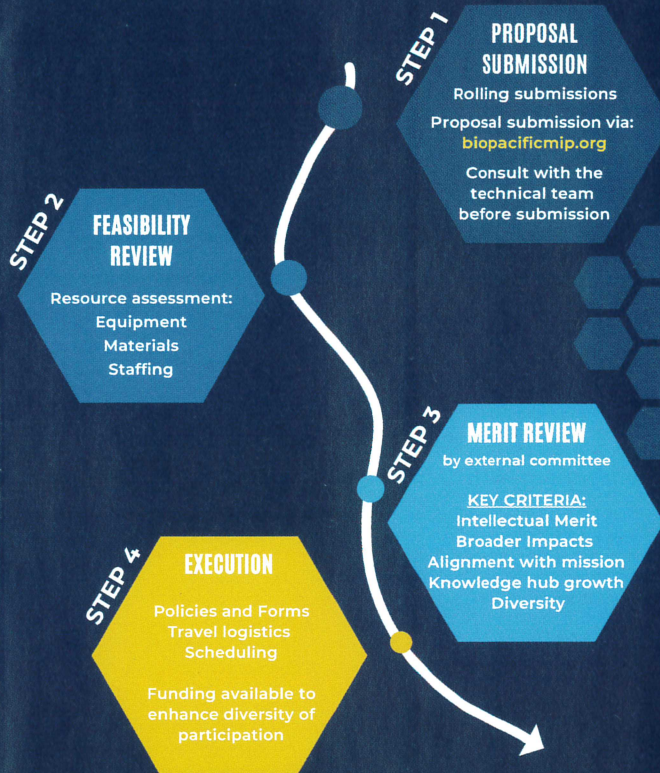 STEP 1
PROPOSAL
SUBMISSION
Rolling submissions
Proposal submission via:
biopacificmip.org
Consult with the
technical team
before submission
STEP 2
FEASIBILITY
REVIEW
Resource assessment:
Equipment
Materials
Staffing
STEP 3
MERIT REVIEW
by external committee
KEY CRITERIA:
Intellectual Merit
Broader Impacts
Alignment with mission
Knowledge hub growth
Diversity
STEP 4
EXECUTION
Policies and Forms
Travel logistics
Scheduling
Funding available to
enhance diversity of
participation